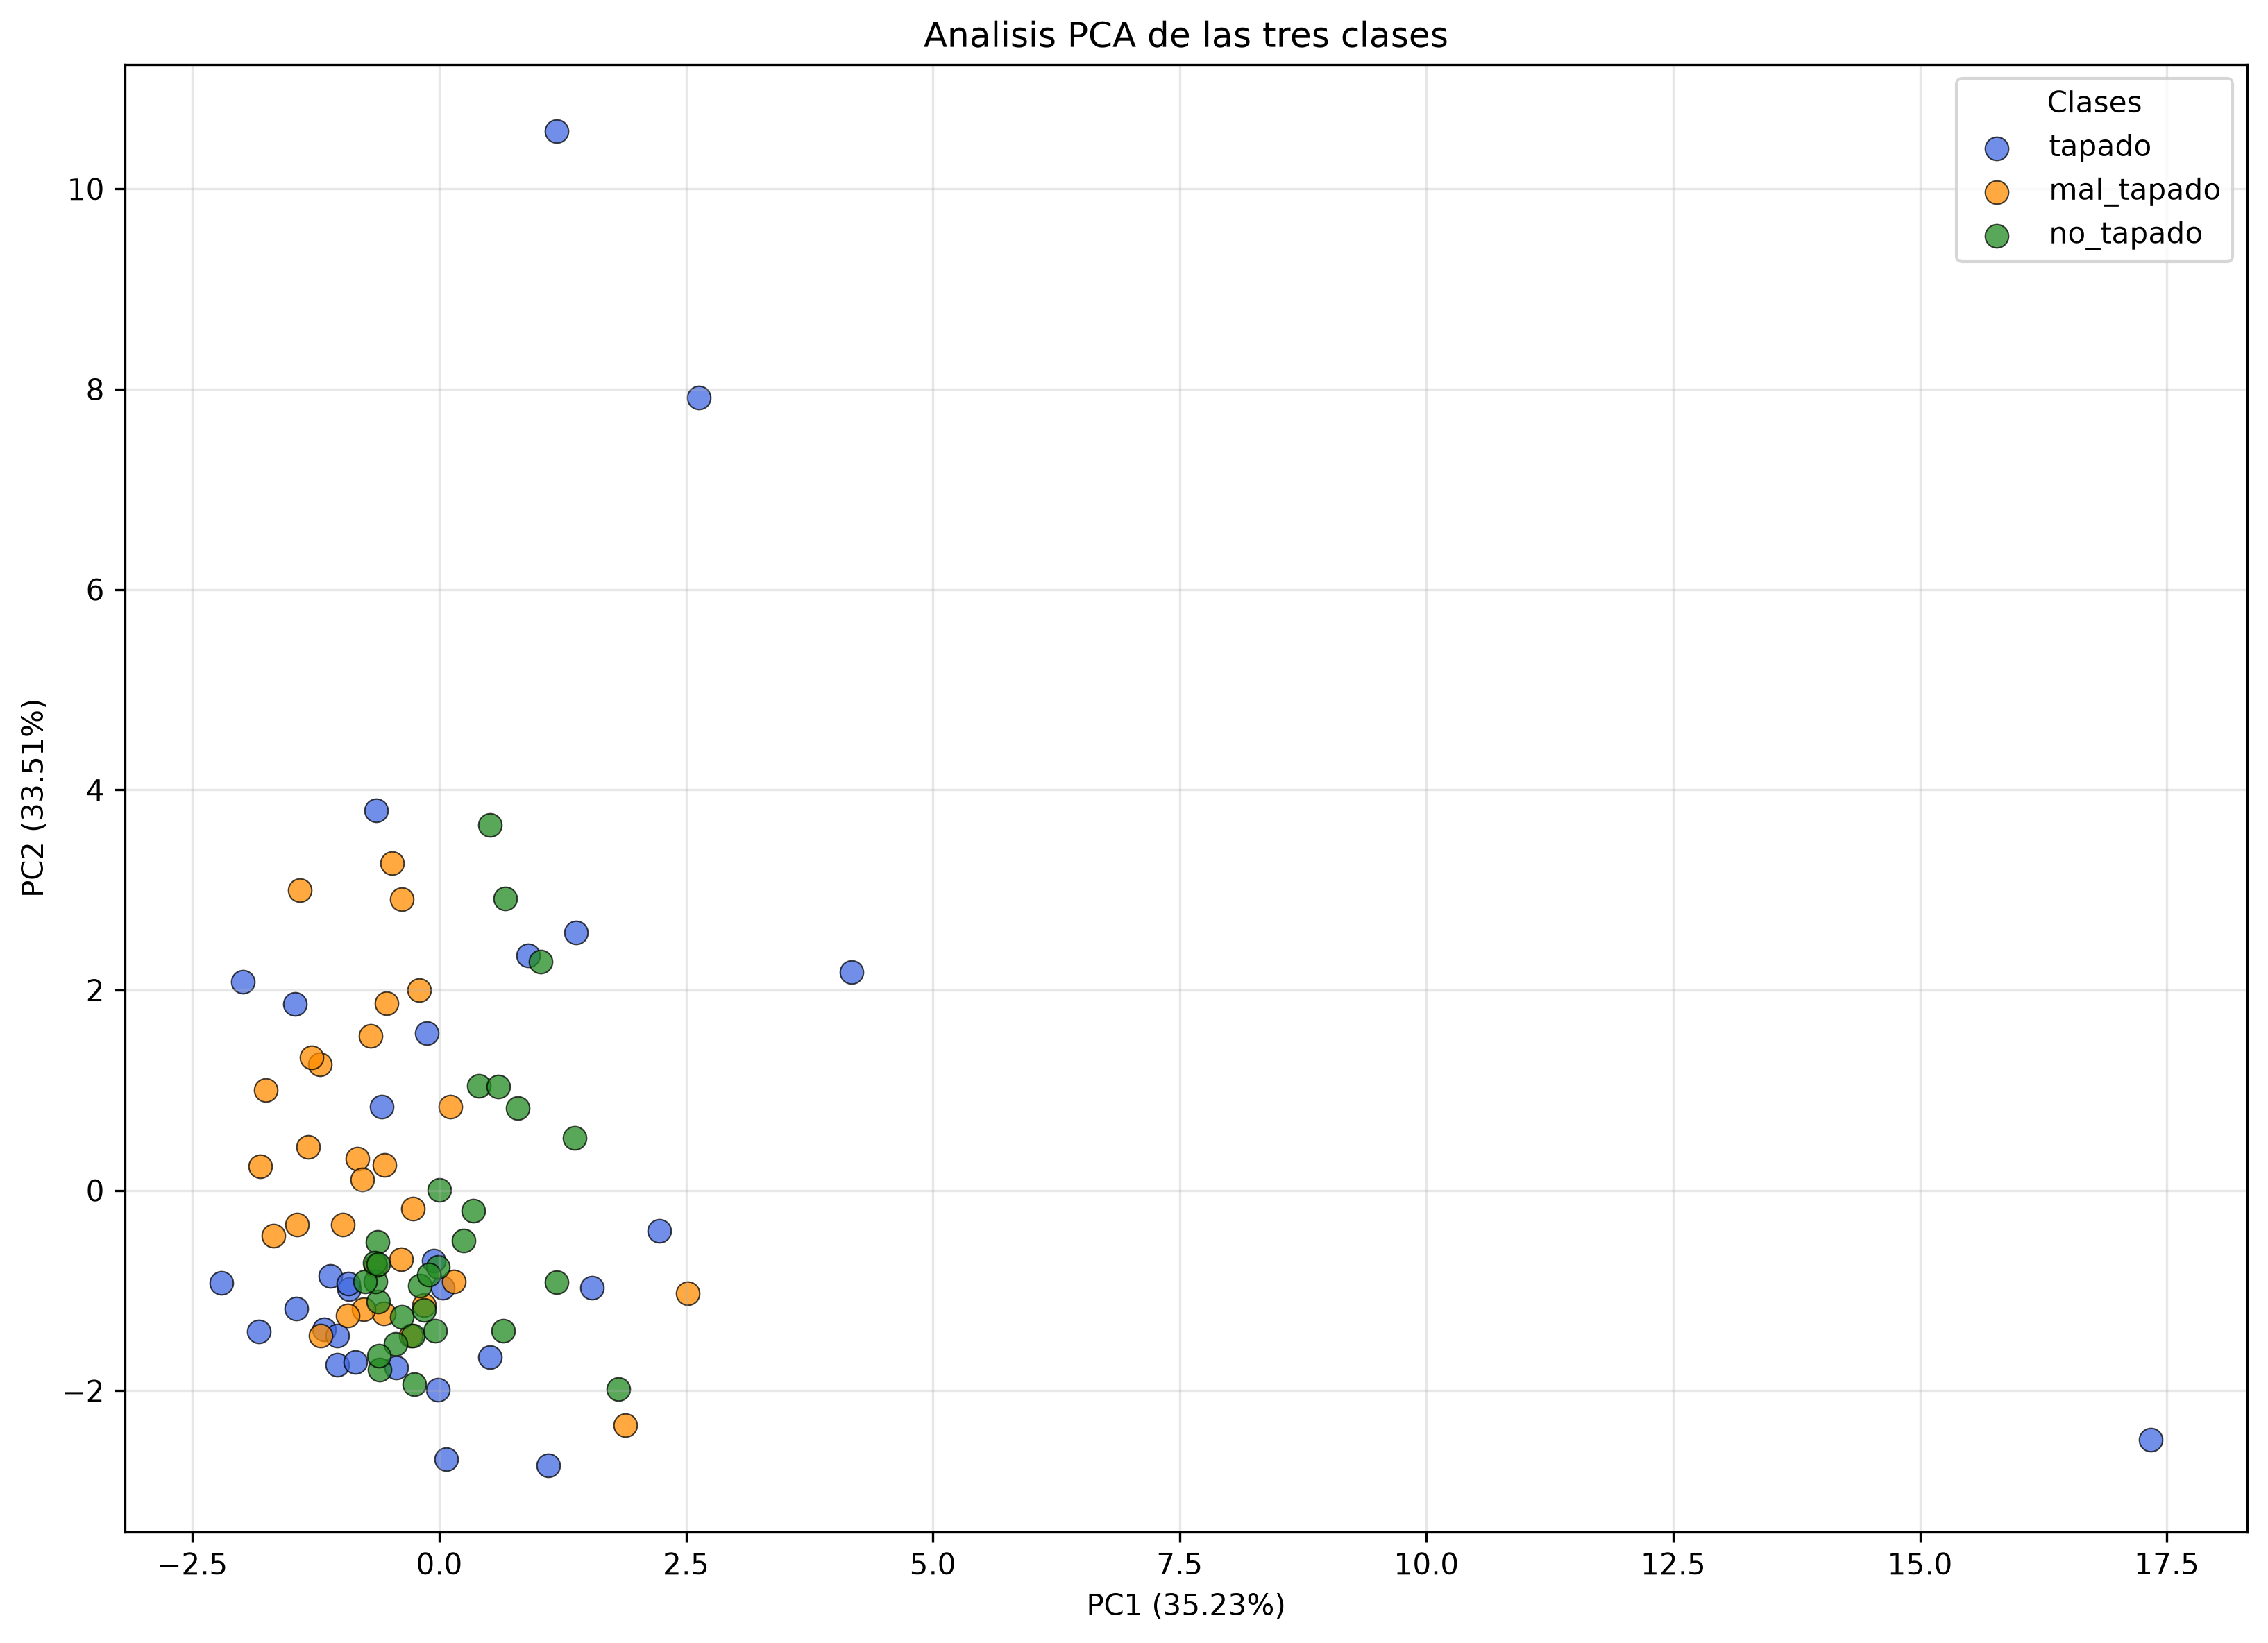 Analisis PCA de las tres clases
Clases
tapado
mal_tapado
no_tapado
10
8
6
4
2
0
−2
PC2 (33.51%)
−2.5 0.0 2.5 5.0 7.5 10.0 12.5 15.0 17.5
PC1 (35.23%)